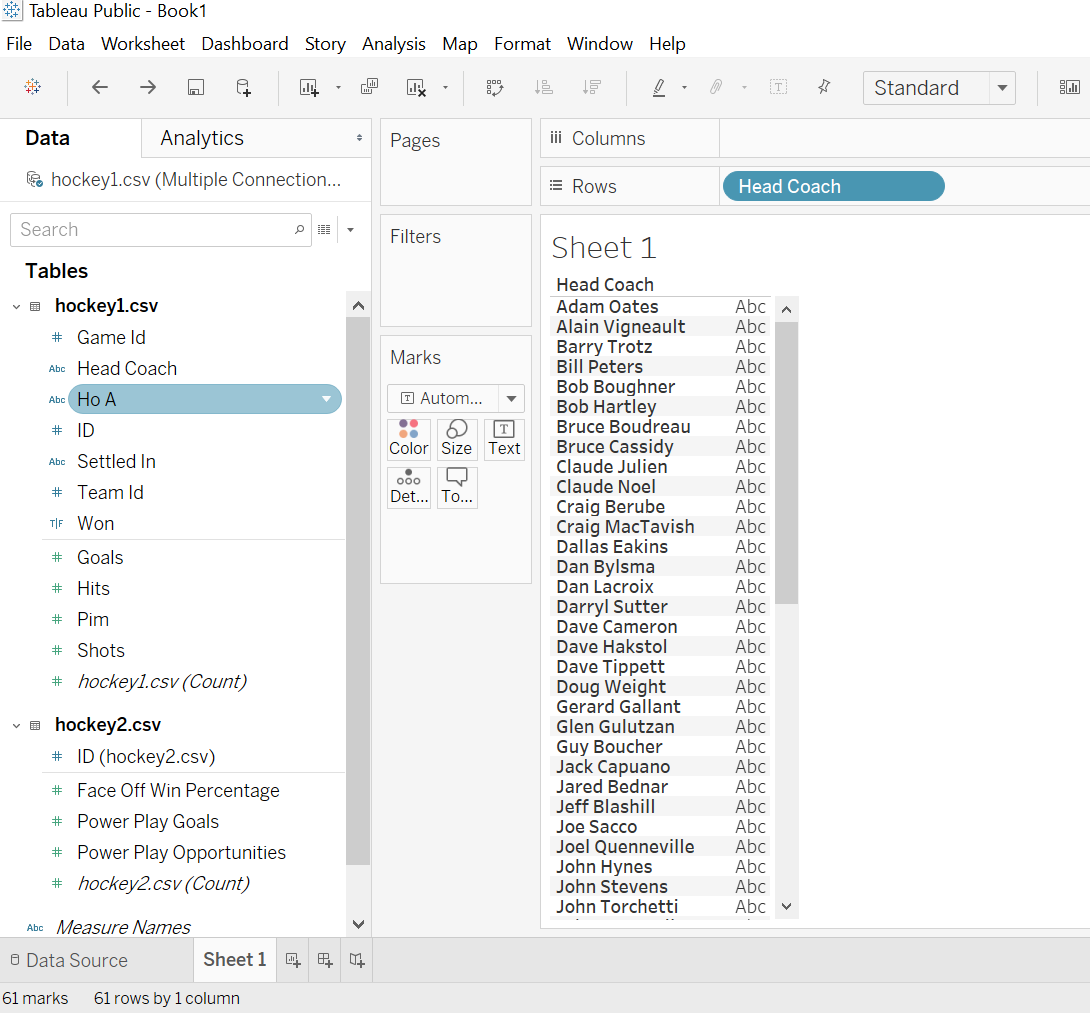 Tableau Public - Book1
File Data Worksheet Dashboard Story Analysis Map Format Window Help
Standard
Data Analytics
hockey1.csv (Multiple Connection...
Search
Tables
hockey1.csv
# Game Id
Abc Head Coach
Abc Ho A
# ID
Abc Settled In
# Team Id
T|F Won
# Goals
# Hits
# Pim
# Shots
# hockey1.csv (Count)
hockey2.csv
# ID (hockey2.csv)
# Face Off Win Percentage
# Power Play Goals
# Power Play Opportunities
# hockey2.csv (Count)
Abc Measure Names
Pages
Filters
Marks
T Autom...
Color Size Text
Det... To...
Columns
Rows Head Coach
Sheet 1
Head Coach
Adam Oates Abc
Alain Vigneault Abc
Barry Trotz Abc
Bill Peters Abc
Bob Boughner Abc
Bob Hartley Abc
Bruce Boudreau Abc
Bruce Cassidy Abc
Claude Julien Abc
Claude Noel Abc
Craig Berube Abc
Craig MacTavish Abc
Dallas Eakins Abc
Dan Bylsma Abc
Dan Lacroix Abc
Darryl Sutter Abc
Dave Cameron Abc
Dave Hakstol Abc
Dave Tippett Abc
Doug Weight Abc
Gerard Gallant Abc
Glen Gulutzan Abc
Guy Boucher Abc
Jack Capuano Abc
Jared Bednar Abc
Jeff Blashill Abc
Joe Sacco Abc
Joel Quenneville Abc
John Hynes Abc
John Stevens Abc
John Torchetti Abc
Data Source Sheet 1
61 marks 61 rows by 1 column